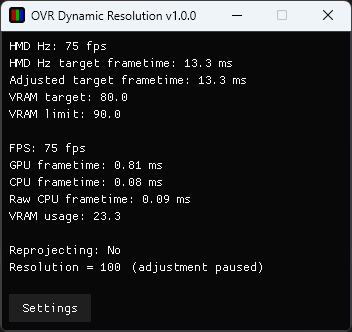 OVR Dynamic Resolution v1.0.0
HMD Hz: 75 fps
HMD Hz target frametime: 13.3 ms
Adjusted target frametime: 13.3 ms
VRAM target: 80.0
VRAM limit: 90.0
FPS: 75 fps
GPU frametime: 0.81 ms
CPU frametime: 0.08 ms
Raw CPU frametime: 0.09 ms
VRAM usage: 23.3
Reprojecting: No
Resolution = 100 (adjustment paused)
Settings